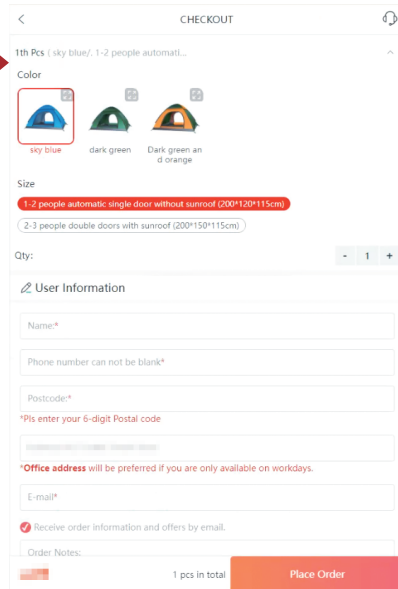 CHECKOUT
1th Pcs ( sky blue/. 1-2 people automati)...
Color
sky blue
dark green
Dark green an
d orange
Size
1-2 people automatic single door without sunroof (200*120*115cm)
2-3 people double doors with sunroof (200*150*115cm)
Qty:
- 1 +
User Information
Name:*
Phone number can not be blank*
Postcode:*
*Pls enter your 6-digit Postal code
*Office address will be preferred if you are only available on workdays.
E-mail*
Receive order information and offers by email.
Order Notes:
1 pcs in total
Place Order